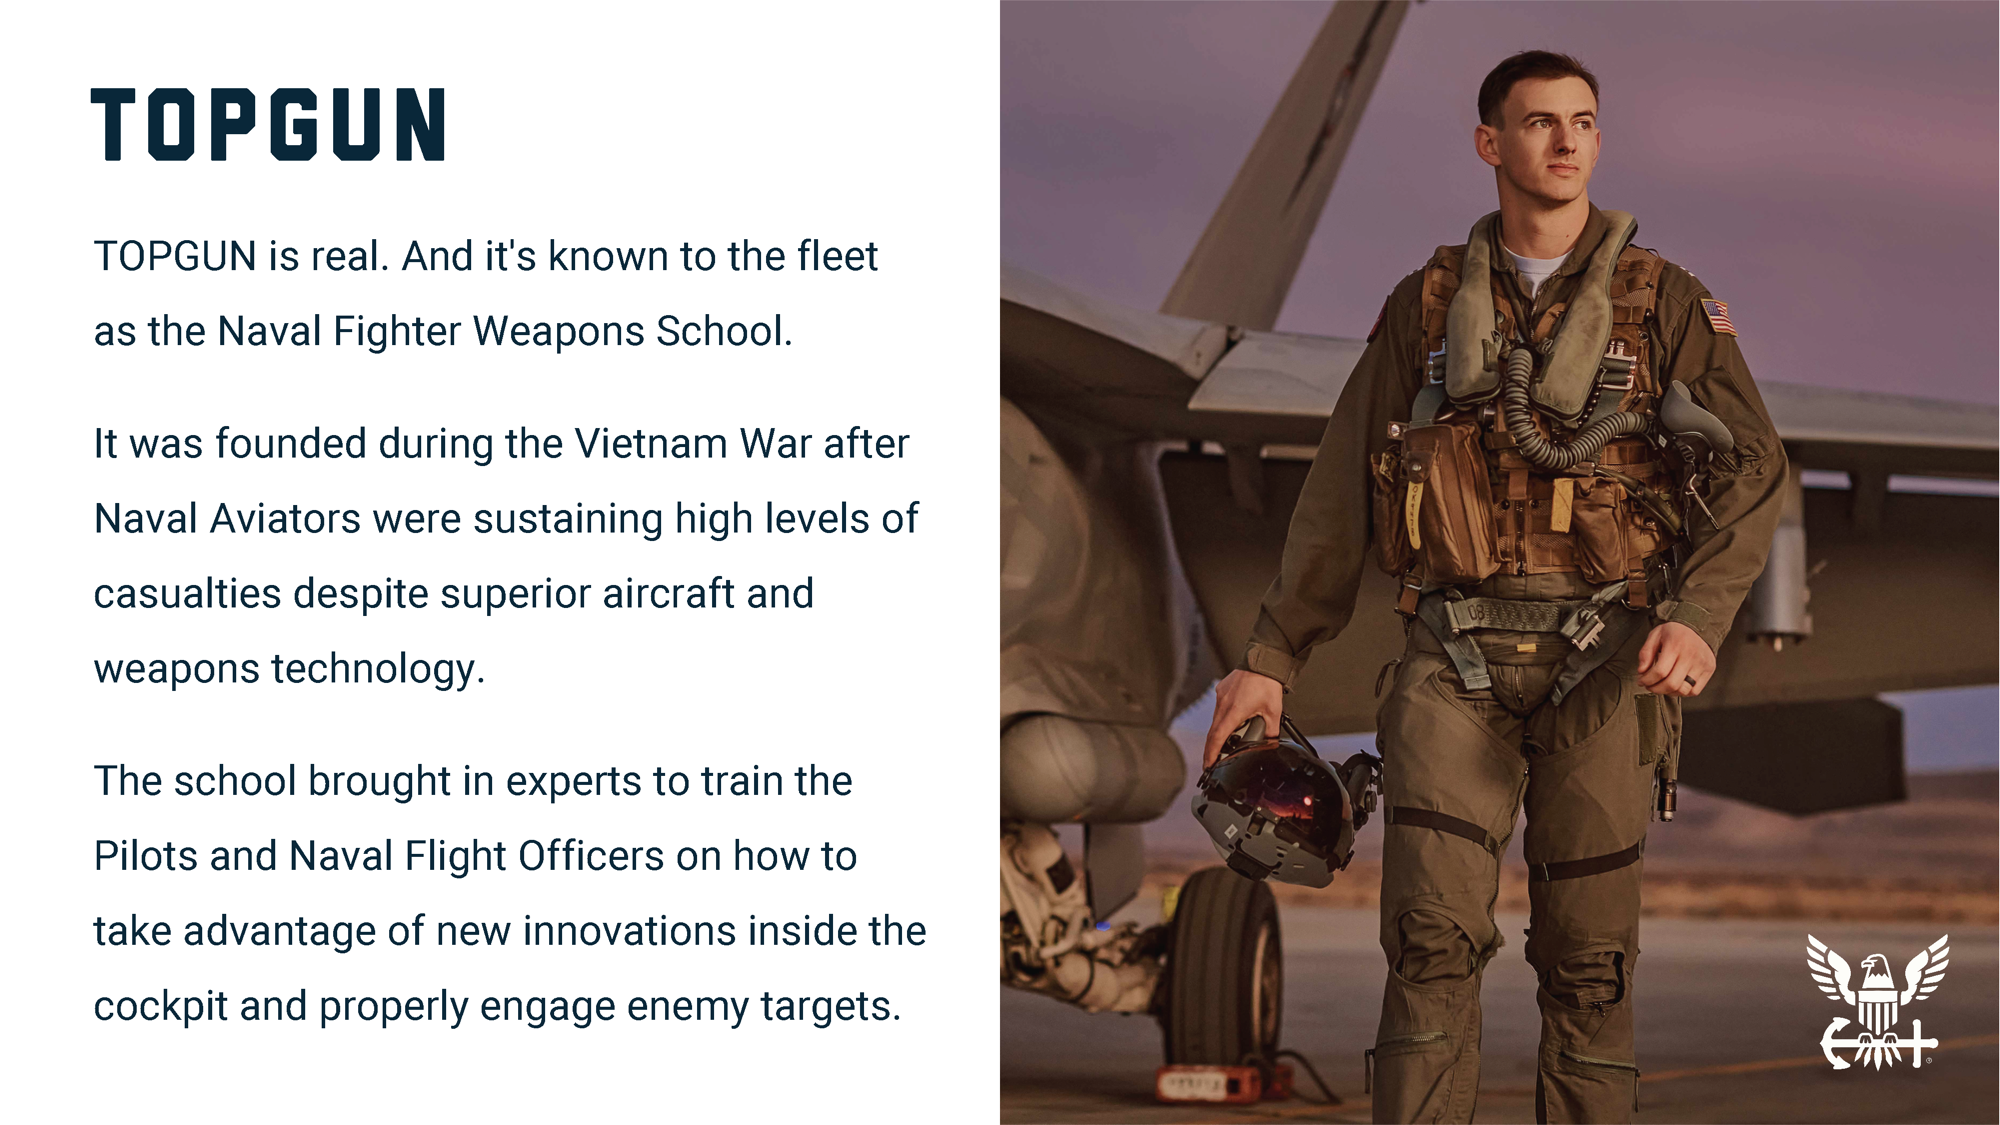 TOPGUN
TOPGUN is real. And it's known to the fleet
as the Naval Fighter Weapons School.
It was founded during the Vietnam War after
Naval Aviators were sustaining high levels of
casualties despite superior aircraft and
weapons technology.
The school brought in experts to train the
Pilots and Naval Flight Officers on how to
take advantage of new innovations inside the
cockpit and properly engage enemy targets.